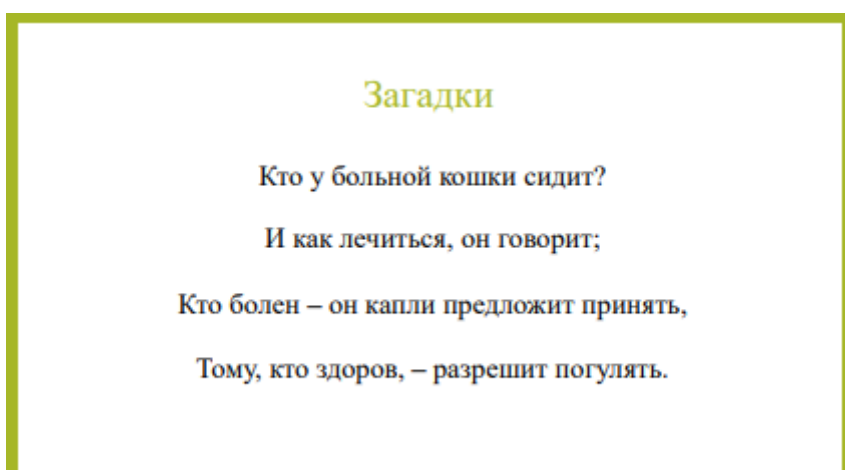 Загадки
Кто у больной кошки сидит?
И как лечиться, он говорит;
Кто болен – он капли предложит принять,
Тому, кто здоров, – разрешит погулять.